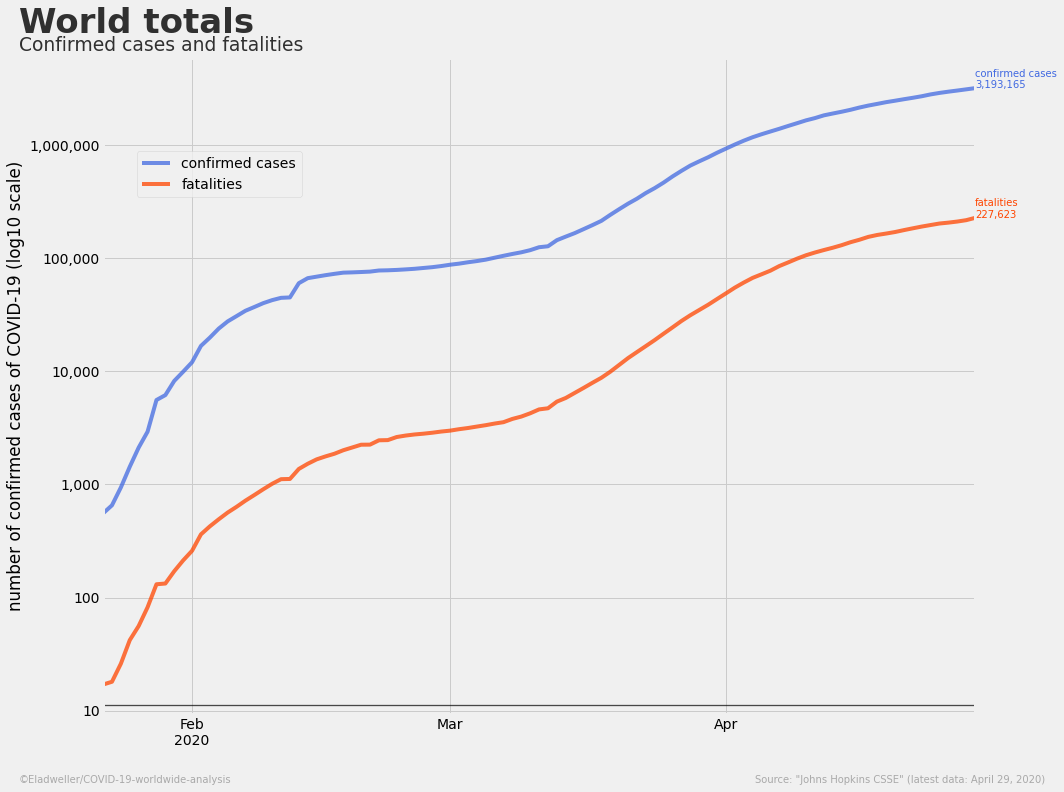 World totals
Confirmed cases and fatalities
confirmed cases
3,193,165
1,000,000
confirmed cases
fatalities
fatalities
227,623
100,000
10,000
1,000
100
10
number of confirmed cases of COVID-19 (log10 scale)
Feb
2020
Mar
Apr
©Eladweller/COVID-19-worldwide-analysis
Source: "Johns Hopkins CSSE" (latest data: April 29, 2020)